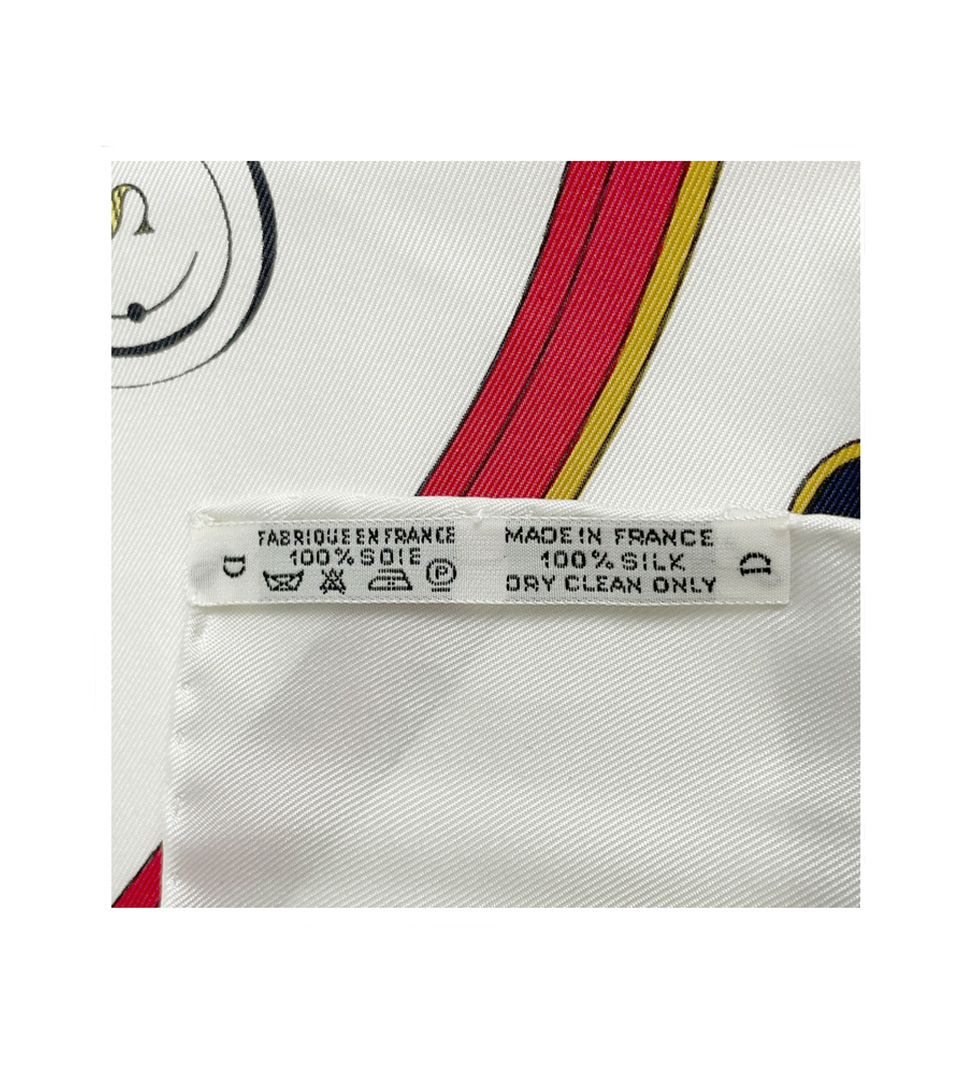 D
FABRIQUE EN FRANCE
100% SOIE
P
MADE IN FRANCE
100% SILK
DRY CLEAN ONLY
D